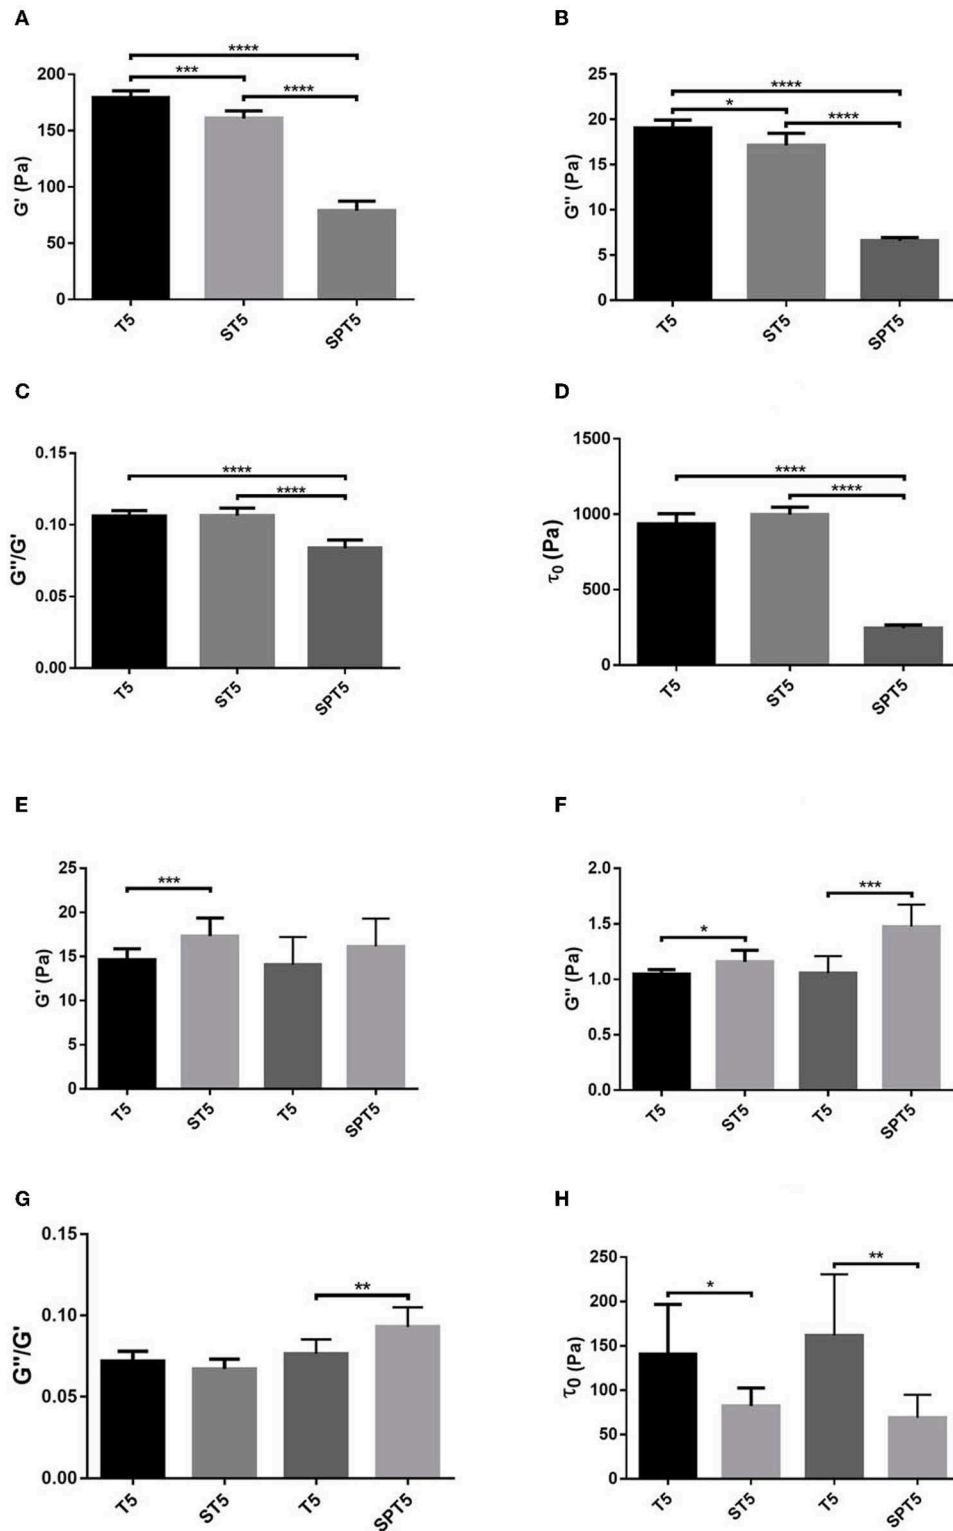 A
****
***
****
200
150
100
50
0
G' (Pa)
T5
ST5
SPT5
B
****
*
****
25
20
15
10
5
0
G'' (Pa)
T5
ST5
SPT5
C
****
****
0.15
0.10
0.05
0.00
G''/G'
T5
ST5
SPT5
D
****
****
1500
1000
500
0
τ0 (Pa)
T5
ST5
SPT5
E
***
25
20
15
10
5
0
G' (Pa)
T5
ST5
T5
SPT5
F
*
***
2.0
1.5
1.0
0.5
0.0
G'' (Pa)
T5
ST5
T5
SPT5
G
**
0.15
0.10
0.05
0.00
G''/G'
T5
ST5
T5
SPT5
H
*
**
250
200
150
100
50
0
τ0 (Pa)
T5
ST5
T5
SPT5